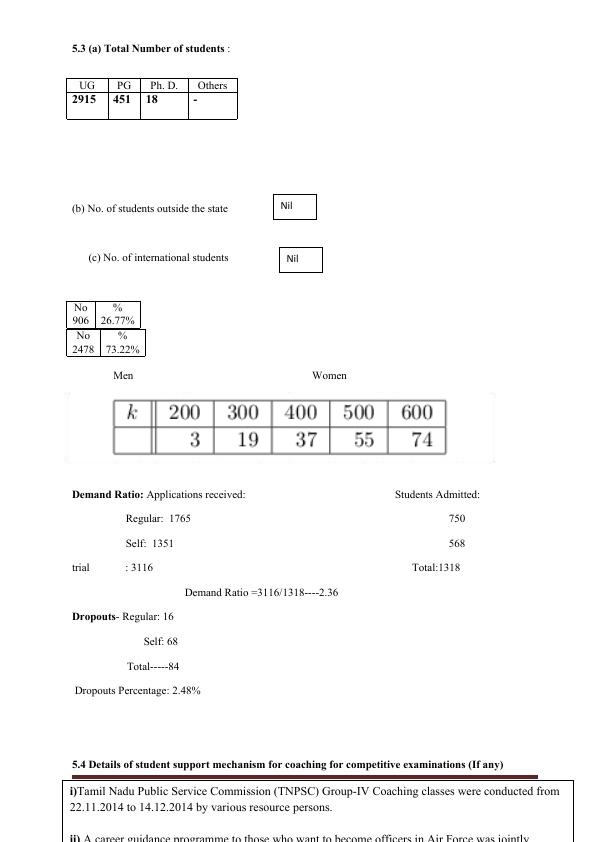 5.3 (a) Total Number of students :
UG PG Ph. D. Others
2915 451 18 -
(b) No. of students outside the state Nil
(c) No. of international students Nil
No %
906 26.77%
No %
2478 73.22%
Men Women
k 200 300 400 500 600
3 19 37 55 74
Demand Ratio: Applications received: Students Admitted:
Regular: 1765 750
Self: 1351 568
trial : 3116 Total:1318
Demand Ratio =3116/1318----2.36
Dropouts- Regular: 16
Self: 68
Total-----84
Dropouts Percentage: 2.48%
5.4 Details of student support mechanism for coaching for competitive examinations (If any)
i)Tamil Nadu Public Service Commission (TNPSC) Group-IV Coaching classes were conducted from
22.11.2014 to 14.12.2014 by various resource persons.
ii) A career guidance programme to those who want to become officers in Air Force was jointly